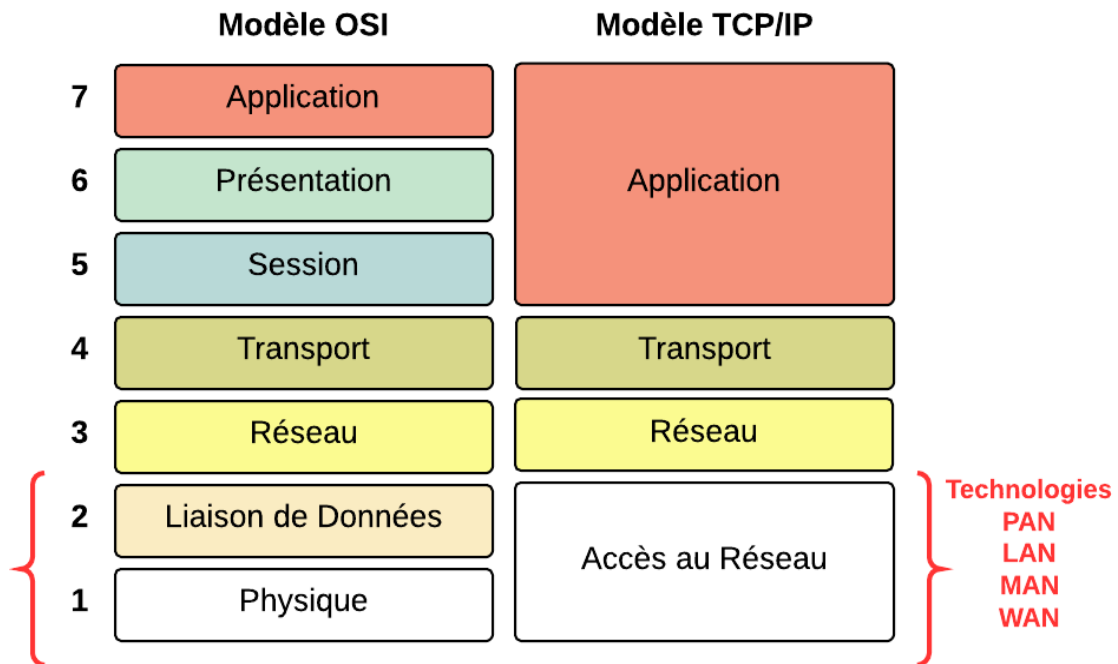 Modèle OSI Modèle TCP/IP
7 Application
6 Présentation Application
5 Session
4 Transport Transport
3 Réseau Réseau
2 Liaison de Données
Accès au Réseau
1 Physique
Technologies
PAN
LAN
MAN
WAN